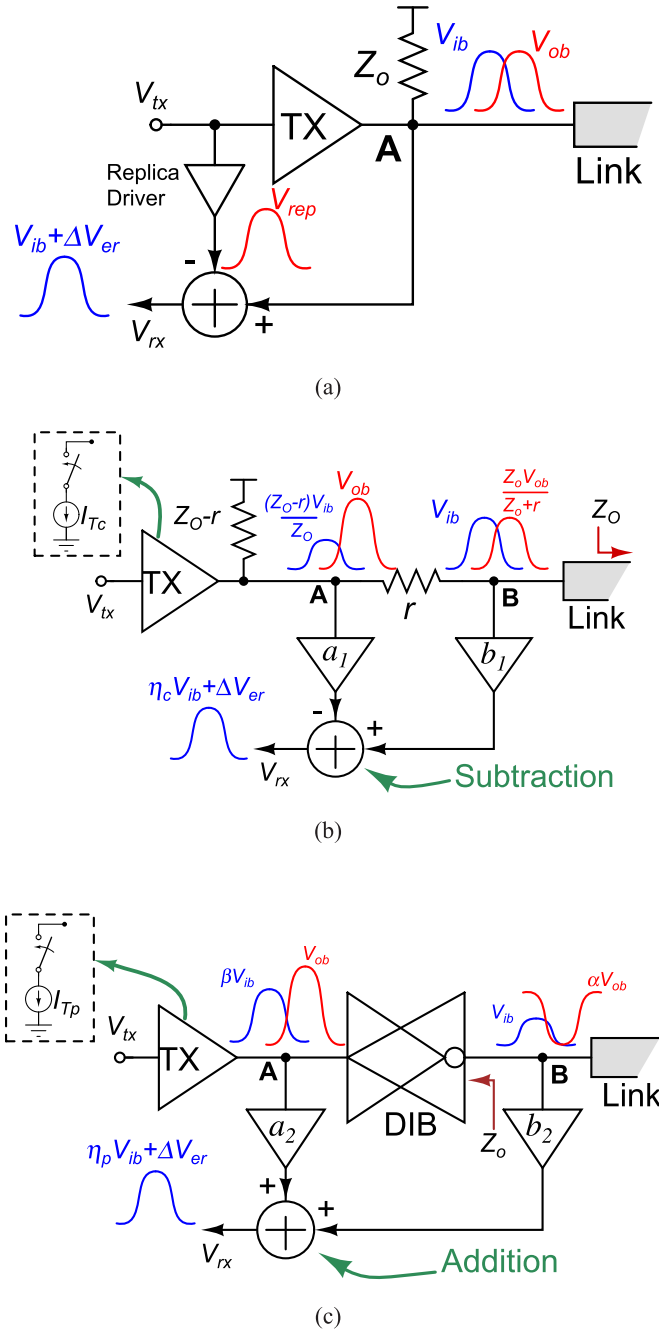 V_ib V_ob
Z_o
V_tx
TX
A
Link
Replica
Driver
V_rep
V_ib+ΔV_er
-
+
V_rx
(a)
I_Tc
Z_O-r
(Z_O-r)V_ib
Z_O
V_ob
V_ib
Z_oV_ob
Z_o+r
Z_O
TX
V_tx
A
r
B
Link
a_1
b_1
η_cV_ib+ΔV_er
-
+
V_rx
Subtraction
(b)
I_Tp
V_tx
TX
βV_ib
V_ob
A
DIB
V_ib
αV_ob
B
Link
Z_o
a_2
b_2
η_pV_ib+ΔV_er
+
+
V_rx
Addition
(c)